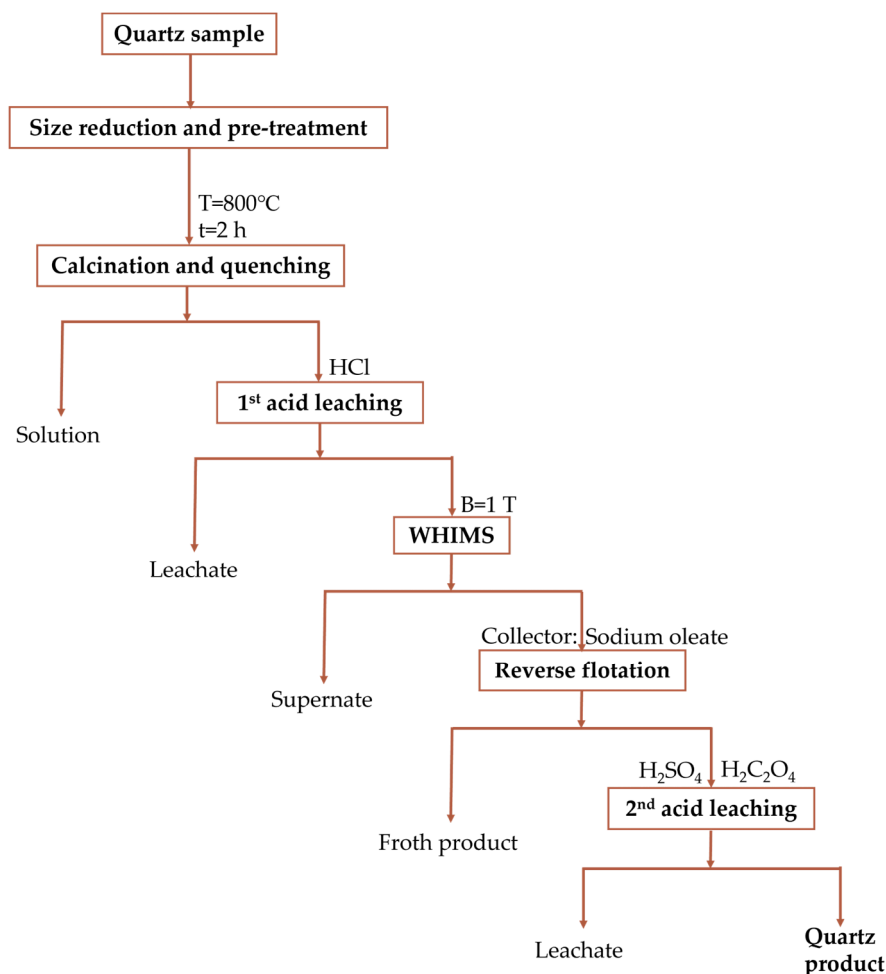 Quartz sample
Size reduction and pre-treatment
T=800°C
t=2 h
Calcination and quenching
HCl
1st acid leaching
Solution
B=1 T
WHIMS
Leachate
Collector: Sodium oleate
Reverse flotation
Supernate
H₂SO₄ H₂C₂O₄
2nd acid leaching
Froth product
Leachate
Quartz
product